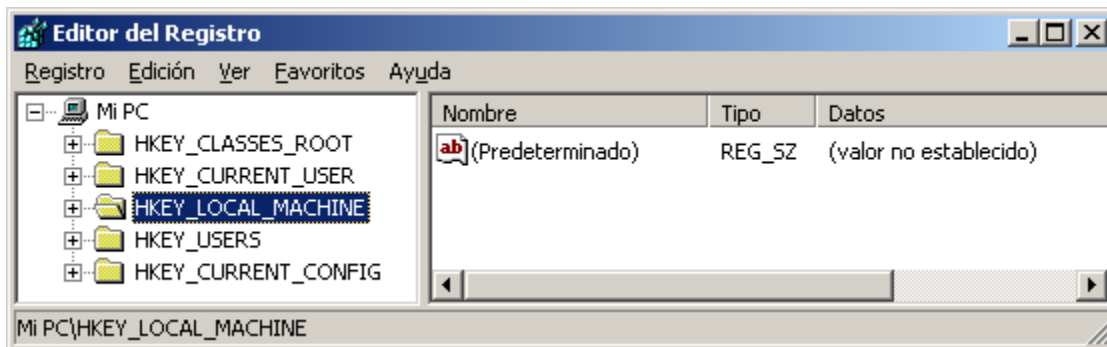 Editor del Registro
Registro Edición Ver Favoritos Ayuda
Mi PC
HKEY_CLASSES_ROOT
HKEY_CURRENT_USER
HKEY_LOCAL_MACHINE
HKEY_USERS
HKEY_CURRENT_CONFIG
Nombre Tipo Datos
ab (Predeterminado) REG_SZ (valor no establecido)
Mi PC\HKEY_LOCAL_MACHINE